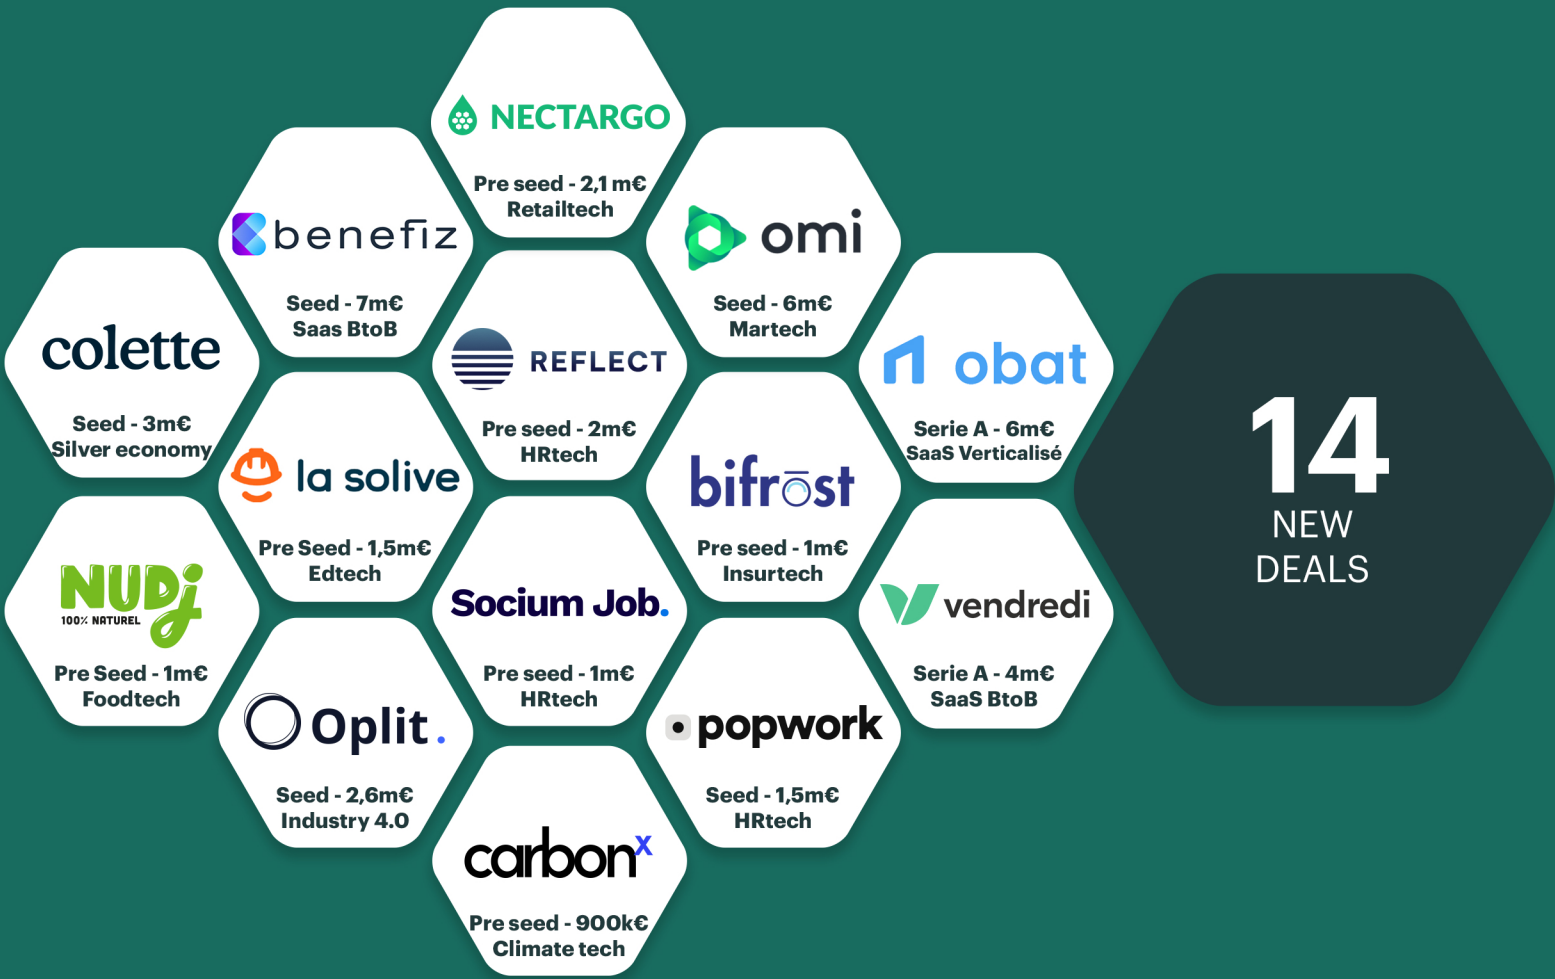 NECTARGO
Pre seed - 2,1 m€
Retailtech
benefiz
Seed - 7m€
Saas BtoB
omi
Seed - 6m€
Martech
colette
Seed - 3m€
Silver economy
REFLECT
Pre seed - 2m€
HRtech
obat
Serie A - 6m€
SaaS Verticalisé
la solive
Pre Seed - 1,5m€
Edtech
bifrōst
Pre seed - 1m€
Insurtech
14
NEW
DEALS
NUDj
100% NATUREL
Pre Seed - 1m€
Foodtech
Socium Job.
Pre seed - 1m€
HRtech
vendredi
Serie A - 4m€
SaaS BtoB
Oplit.
Seed - 2,6m€
Industry 4.0
popwork
Seed - 1,5m€
HRtech
carbonx
Pre seed - 900k€
Climate tech